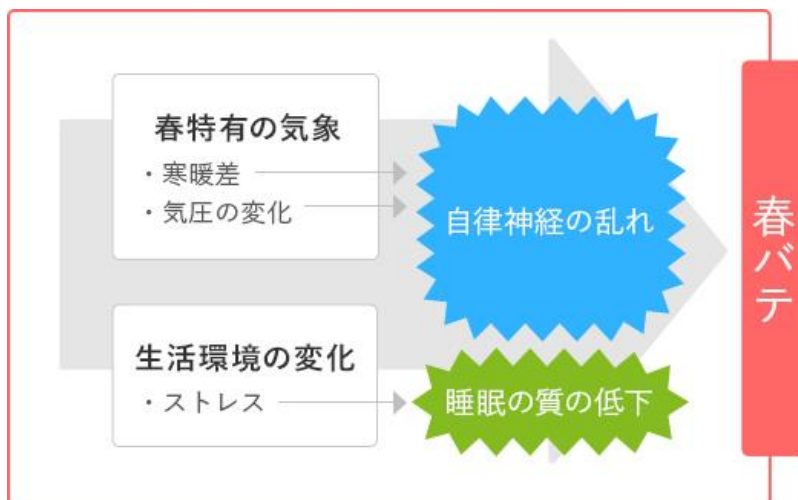 春特有の気象
・寒暖差
・気圧の変化
自律神経の乱れ
生活環境の変化
・ストレス
睡眠の質の低下
春バテ